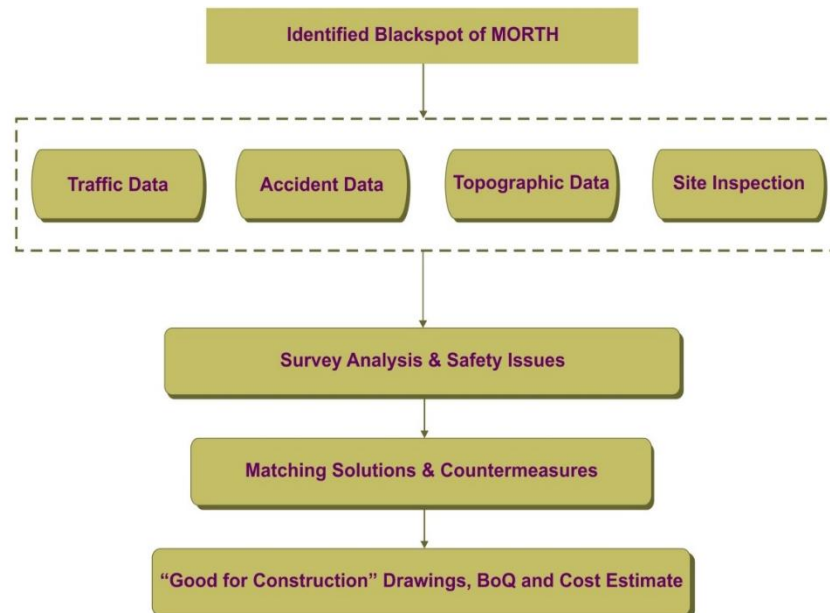 Identified Blackspot of MORTH
Traffic Data
Accident Data
Topographic Data
Site Inspection
Survey Analysis & Safety Issues
Matching Solutions & Countermeasures
“Good for Construction” Drawings, BoQ and Cost Estimate